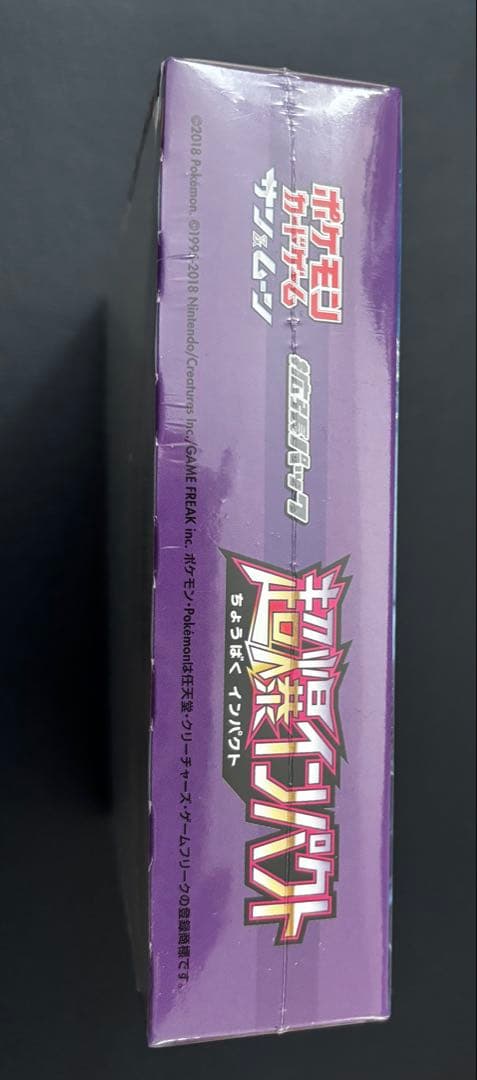 ポケモン
カードゲーム
サン&ムーン
拡張パック
超爆インパクト
ちょうばく インパクト
©2018 Pokémon. ©1995-2018 Nintendo/Creatures Inc./GAME FREAK inc. ポケモン・Pokémonは任天堂・クリーチャーズ・ゲームフリークの登録商標です。